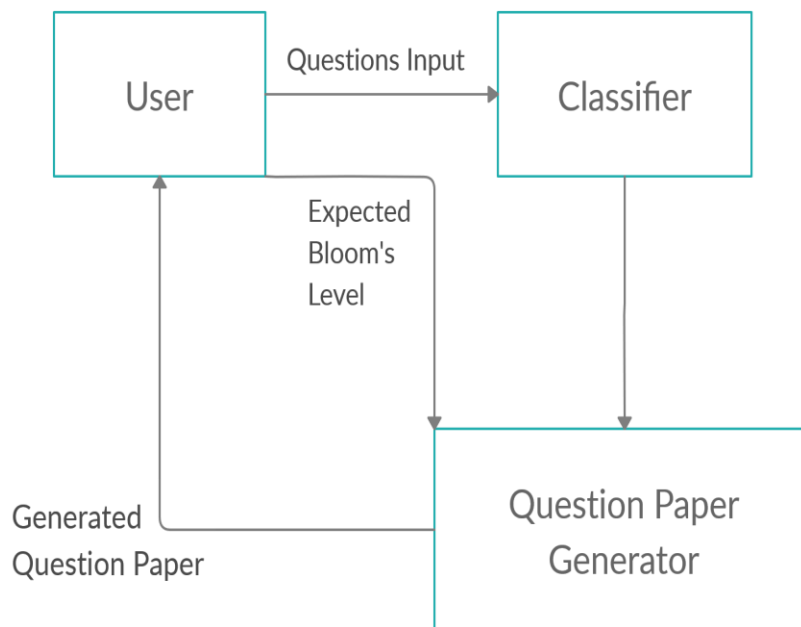 User
Questions Input
Classifier
Expected
Bloom's
Level
Generated
Question Paper
Question Paper
Generator